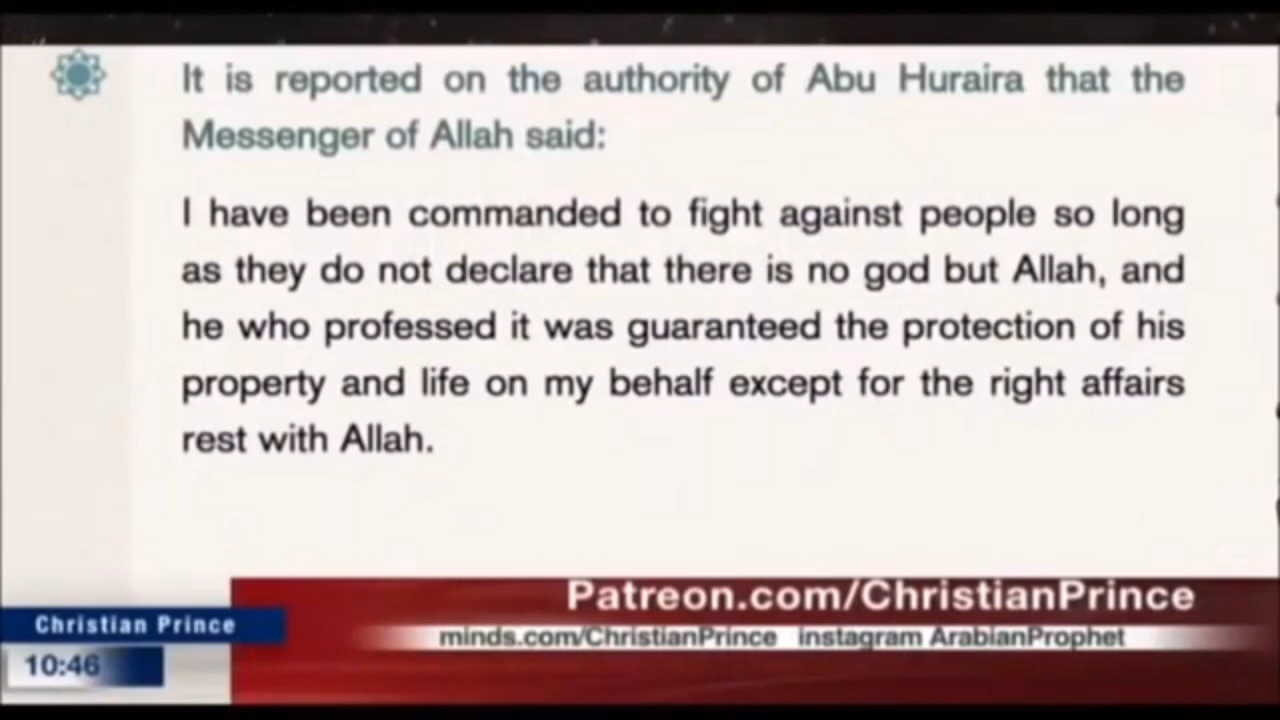 It is reported on the authority of Abu Huraira that the
Messenger of Allah said:
I have been commanded to fight against people so long
as they do not declare that there is no god but Allah, and
he who professed it was guaranteed the protection of his
property and life on my behalf except for the right affairs
rest with Allah.
Patreon.com/ChristianPrince
Christian Prince
minds.com/ChristianPrince instagram ArabianProphet
10:46